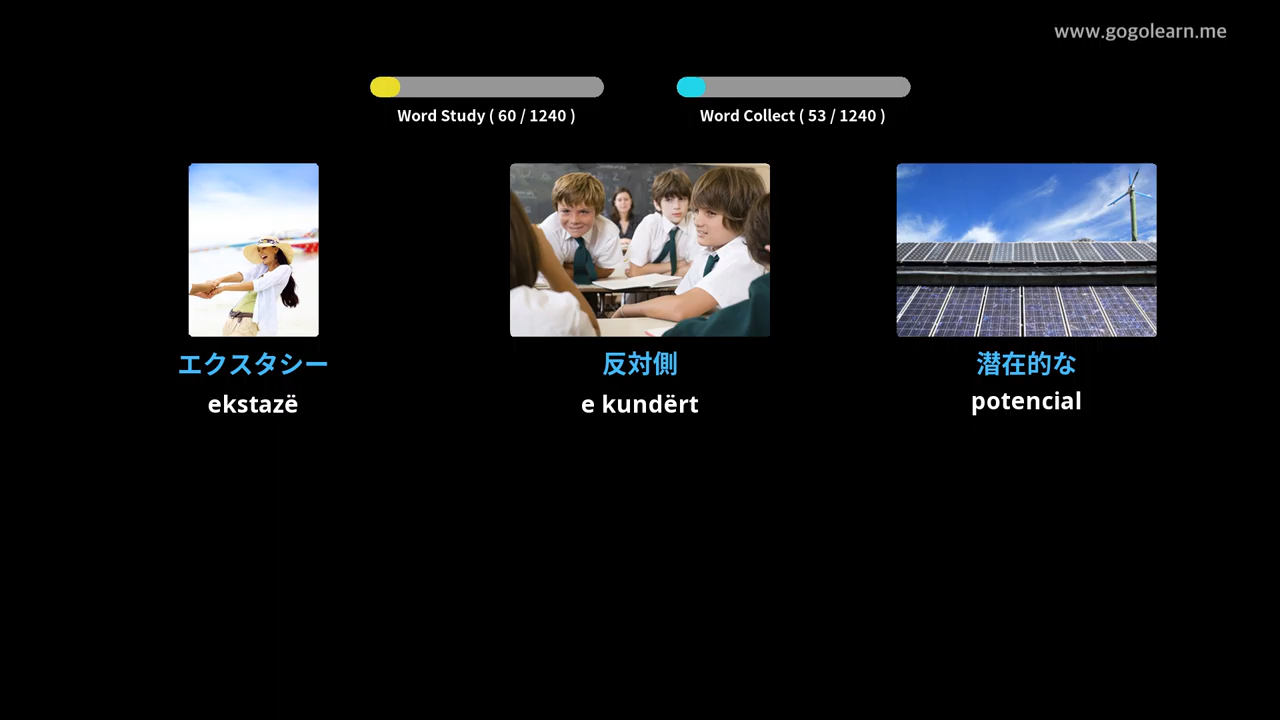 www.gogolearn.me
Word Study ( 60 / 1240 )
Word Collect ( 53 / 1240 )
エクスタシー
ekstazë
反対側
e kundërt
潜在的な
potencial